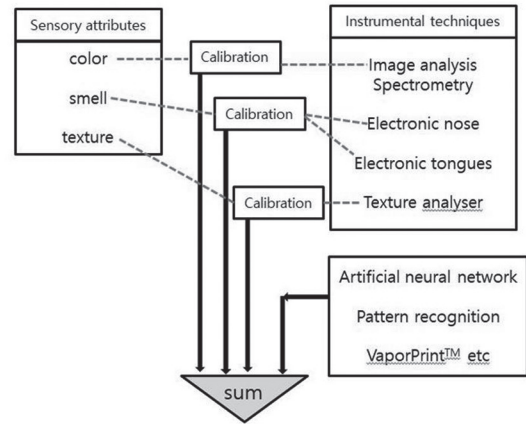 Sensory attributes
color
smell
texture
Calibration
Calibration
Calibration
Instrumental techniques
Image analysis
Spectrometry
Electronic nose
Electronic tongues
Texture analyser
Artificial neural network
Pattern recognition
VaporPrint™ etc
sum